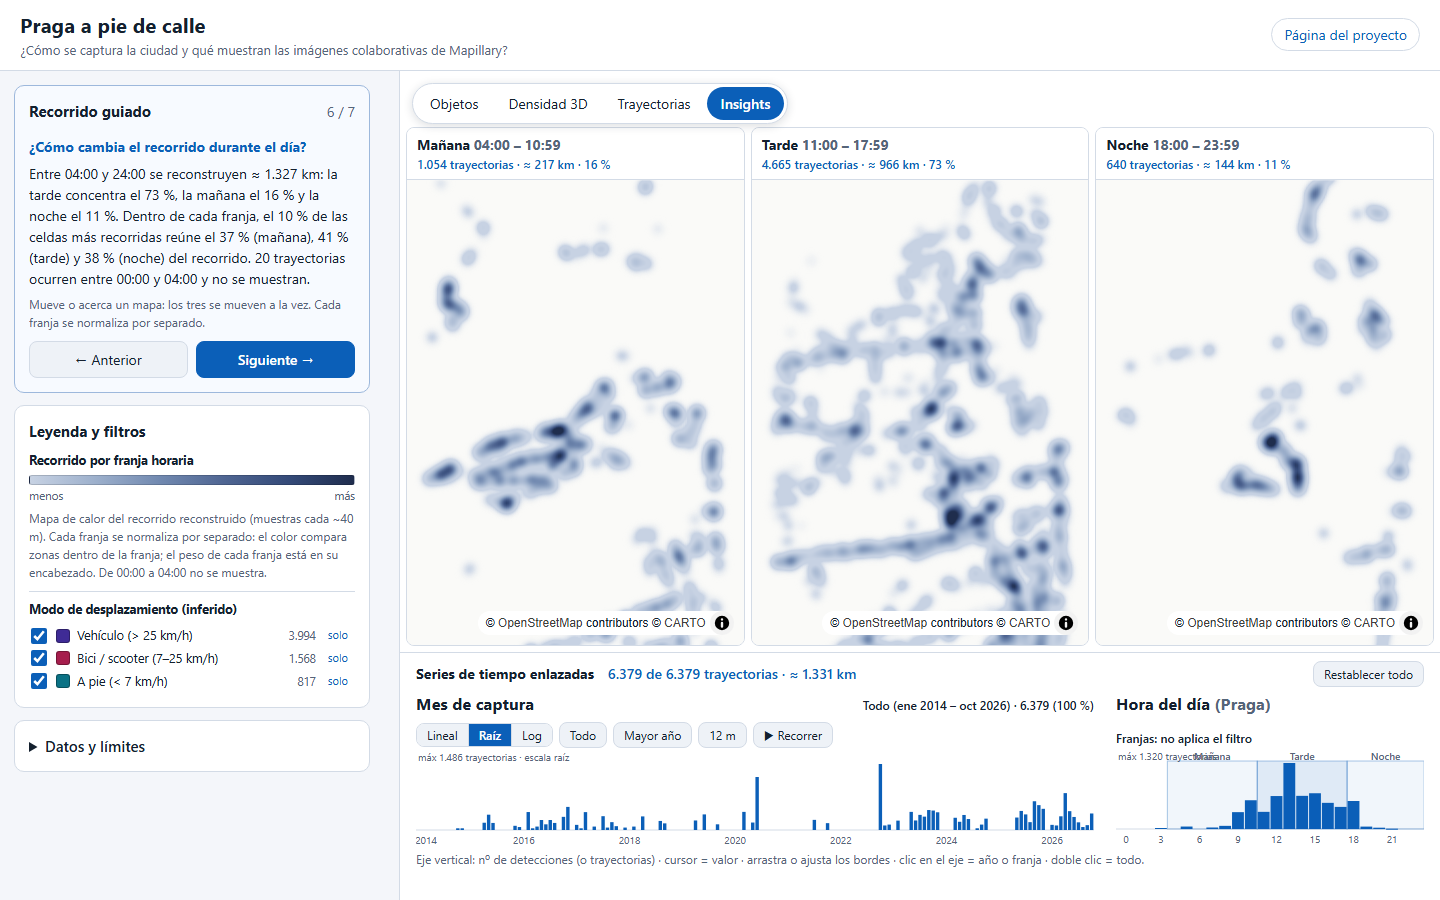 Praga a pie de calle
¿Cómo se captura la ciudad y qué muestran las imágenes colaborativas de Mapillary?
Página del proyecto
Recorrido guiado
6 / 7
¿Cómo cambia el recorrido durante el día?
Entre 04:00 y 24:00 se reconstruyen ≈ 1.327 km: la
tarde concentra el 73 %, la mañana el 16 % y la
noche el 11 %. Dentro de cada franja, el 10 % de las
celdas más recorridas reúne el 37 % (mañana), 41 %
(tarde) y 38 % (noche) del recorrido. 20 trayectorias
ocurren entre 00:00 y 04:00 y no se muestran.
Mueve o acerca un mapa: los tres se mueven a la vez. Cada
franja se normaliza por separado.
← Anterior
Siguiente →
Leyenda y filtros
Recorrido por franja horaria
menos
más
Mapa de calor del recorrido reconstruido (muestras cada ~40
m). Cada franja se normaliza por separado: el color compara
zonas dentro de la franja; el peso de cada franja está en su
encabezado. De 00:00 a 04:00 no se muestra.
Modo de desplazamiento (inferido)
Vehículo (> 25 km/h) 3.994 solo
Bici / scooter (7–25 km/h) 1.568 solo
A pie (< 7 km/h) 817 solo
▶ Datos y límites
Objetos
Densidad 3D
Trayectorias
Insights
Mañana 04:00 – 10:59
1.054 trayectorias · ≈ 217 km · 16 %
© OpenStreetMap contributors © CARTO
Tarde 11:00 – 17:59
4.665 trayectorias · ≈ 966 km · 73 %
© OpenStreetMap contributors © CARTO
Noche 18:00 – 23:59
640 trayectorias · ≈ 144 km · 11 %
© OpenStreetMap contributors © CARTO
Series de tiempo enlazadas
6.379 de 6.379 trayectorias · ≈ 1.331 km
Restablecer todo
Mes de captura
Todo (ene 2014 – oct 2026) · 6.379 (100 %)
Lineal
Raíz
Log
Todo
Mayor año
12 m
▶ Recorrer
máx 1.486 trayectorias · escala raíz
2014 2016 2018 2020 2022 2024 2026
Hora del día (Praga)
Franjas: no aplica el filtro
máx 1.320 trayectorias
Mañana
Tarde
Noche
0 3 6 9 12 15 18 21
Eje vertical: nº de detecciones (o trayectorias) · cursor = valor · arrastra o ajusta los bordes · clic en el eje = año o franja · doble clic = todo.